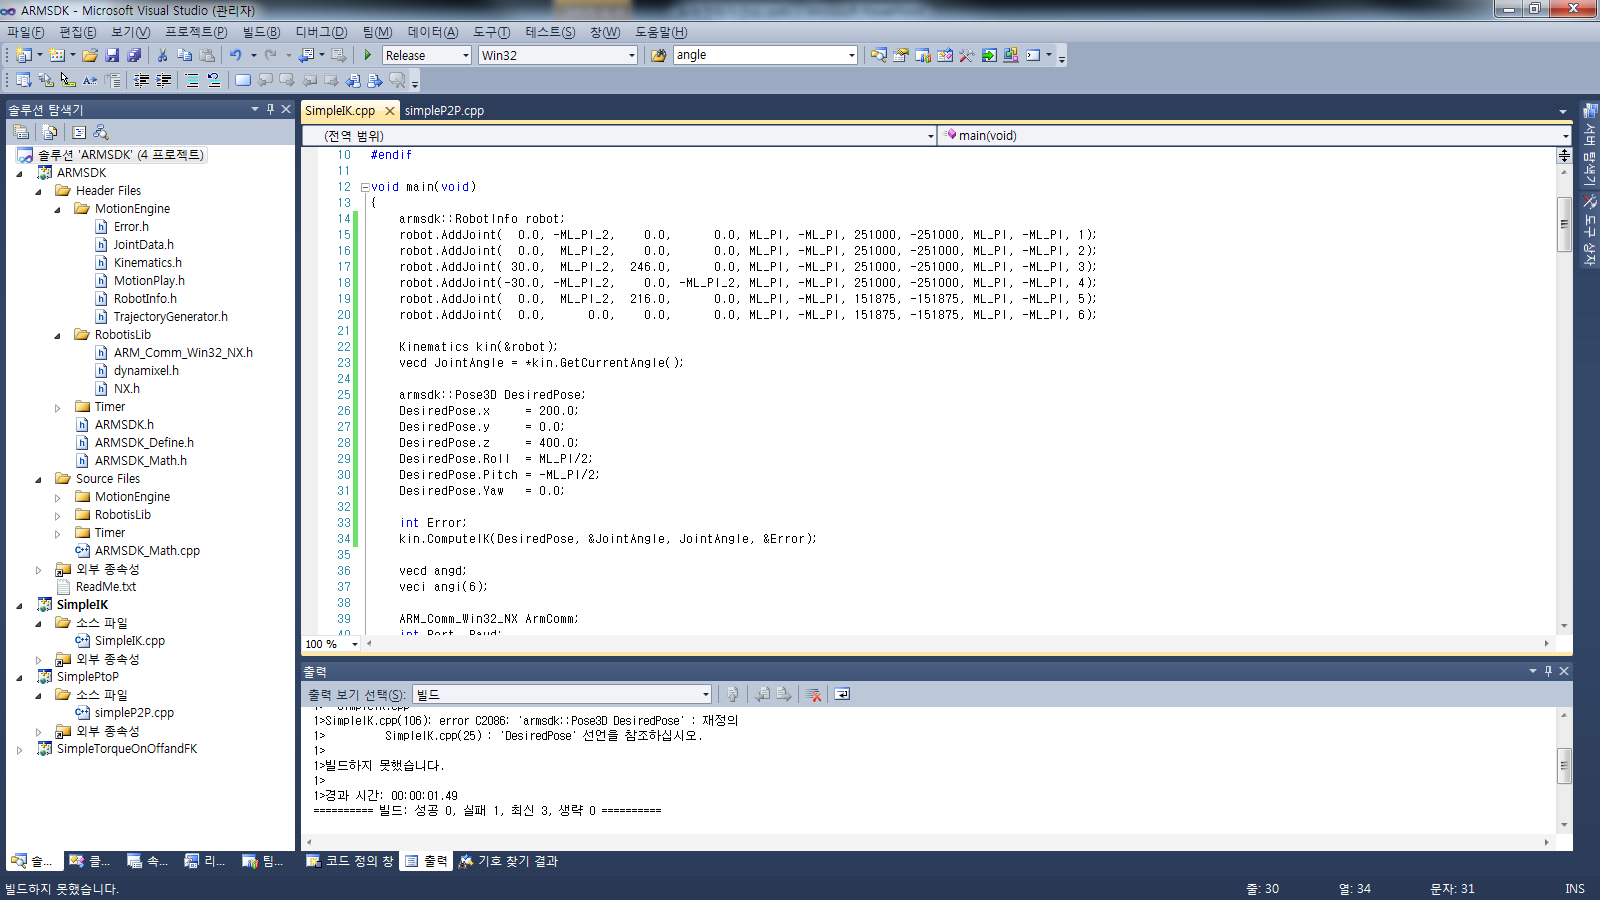 ARMSDK - Microsoft Visual Studio (관리자)
파일(F) 편집(E) 보기(V) 프로젝트(P) 빌드(B) 디버그(D) 팀(M) 데이터(A) 도구(T) 테스트(S) 창(W) 도움말(H)
Release Win32 angle
솔루션 탐색기
솔루션 'ARMSDK' (4 프로젝트)
ARMSDK
Header Files
MotionEngine
Error.h
JointData.h
Kinematics.h
MotionPlay.h
RobotInfo.h
TrajectoryGenerator.h
RobotisLib
ARM_Comm_Win32_NX.h
dynamixel.h
NX.h
Timer
ARMSDK.h
ARMSDK_Define.h
ARMSDK_Math.h
Source Files
MotionEngine
RobotisLib
Timer
ARMSDK_Math.cpp
외부 종속성
ReadMe.txt
SimpleIK
소스 파일
SimpleIK.cpp
외부 종속성
SimplePtoP
소스 파일
simpleP2P.cpp
외부 종속성
SimpleTorqueOnOffandFK
솔... 클... 속... 리... 팀...
SimpleIK.cpp simpleP2P.cpp
(전역 범위) main(void)
10 #endif
11
12 void main(void)
13 {
14 armsdk::RobotInfo robot;
15 robot.AddJoint( 0.0, -ML_PI_2, 0.0, 0.0, ML_PI, -ML_PI, 251000, -251000, ML_PI, -ML_PI, 1);
16 robot.AddJoint( 0.0, ML_PI_2, 0.0, 0.0, ML_PI, -ML_PI, 251000, -251000, ML_PI, -ML_PI, 2);
17 robot.AddJoint( 30.0, ML_PI_2, 246.0, 0.0, ML_PI, -ML_PI, 251000, -251000, ML_PI, -ML_PI, 3);
18 robot.AddJoint(-30.0, -ML_PI_2, 0.0, -ML_PI_2, ML_PI, -ML_PI, 251000, -251000, ML_PI, -ML_PI, 4);
19 robot.AddJoint( 0.0, ML_PI_2, 216.0, 0.0, ML_PI, -ML_PI, 151875, -151875, ML_PI, -ML_PI, 5);
20 robot.AddJoint( 0.0, 0.0, 0.0, 0.0, ML_PI, -ML_PI, 151875, -151875, ML_PI, -ML_PI, 6);
21
22 Kinematics kin(&robot);
23 vecd JointAngle = *kin.GetCurrentAngle();
24
25 armsdk::Pose3D DesiredPose;
26 DesiredPose.x = 200.0;
27 DesiredPose.y = 0.0;
28 DesiredPose.z = 400.0;
29 DesiredPose.Roll = ML_PI/2;
30 DesiredPose.Pitch = -ML_PI/2;
31 DesiredPose.Yaw = 0.0;
32
33 int Error;
34 kin.ComputeIK(DesiredPose, &JointAngle, JointAngle, &Error);
35
36 vecd angd;
37 veci angi(6);
38
39 ARM_Comm_Win32_NX ArmComm;
40 int Port, Baud;
100 %
출력
출력 보기 선택(S): 빌드
1> SimpleIK.cpp
1>SimpleIK.cpp(106): error C2086: 'armsdk::Pose3D DesiredPose' : 재정의
1> SimpleIK.cpp(25) : 'DesiredPose' 선언을 참조하십시오.
1>
1>빌드하지 못했습니다.
1>
1>경과 시간: 00:00:01.49
========== 빌드: 성공 0, 실패 1, 최신 3, 생략 0 ==========
코드 정의 창 출력 기호 찾기 결과
서버 탐색기
도구 상자
빌드하지 못했습니다. 줄: 30 열: 34 문자: 31 INS